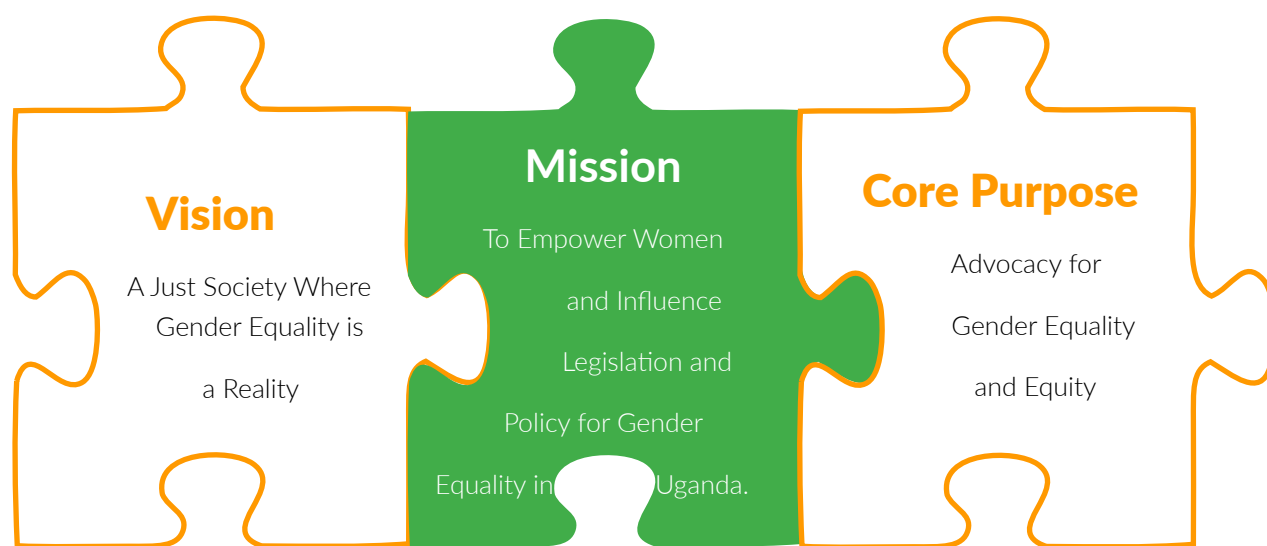 Vision
A Just Society Where
Gender Equality is
a Reality
Mission
To Empower Women
and Influence
Legislation and
Policy for Gender
Equality in Uganda.
Core Purpose
Advocacy for
Gender Equality
and Equity